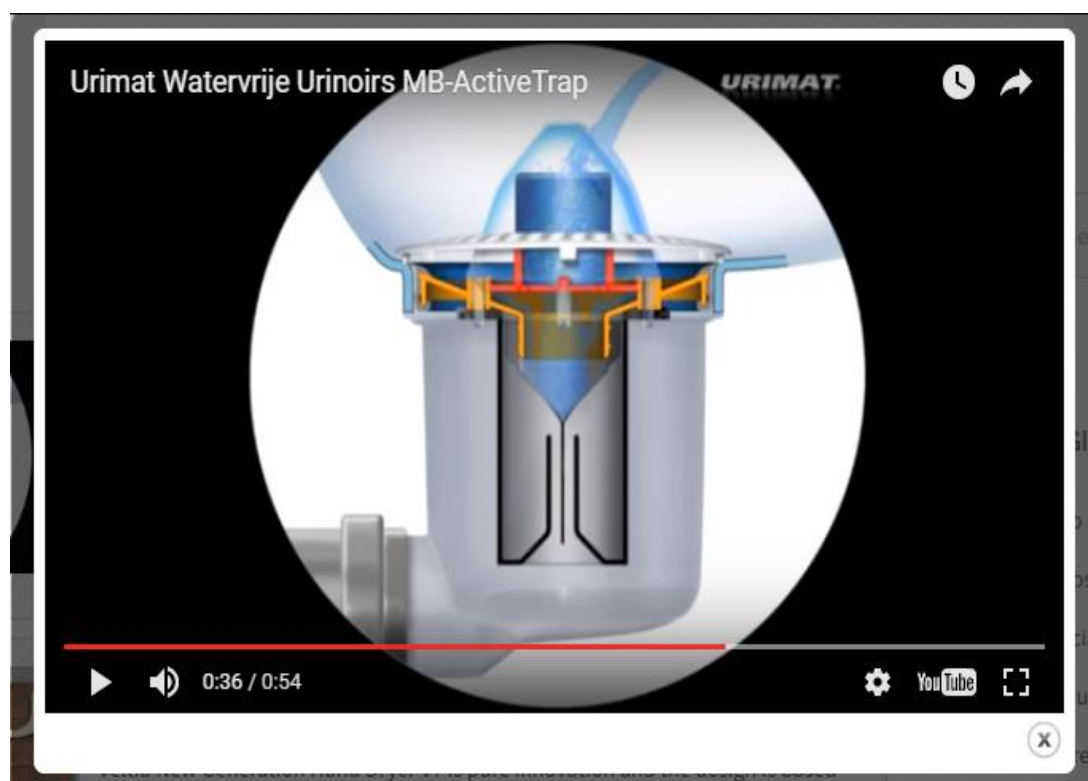 Urimat Watervrije Urinoirs MB-ActiveTrap
URIMAT
0:36 / 0:54
YouTube
X